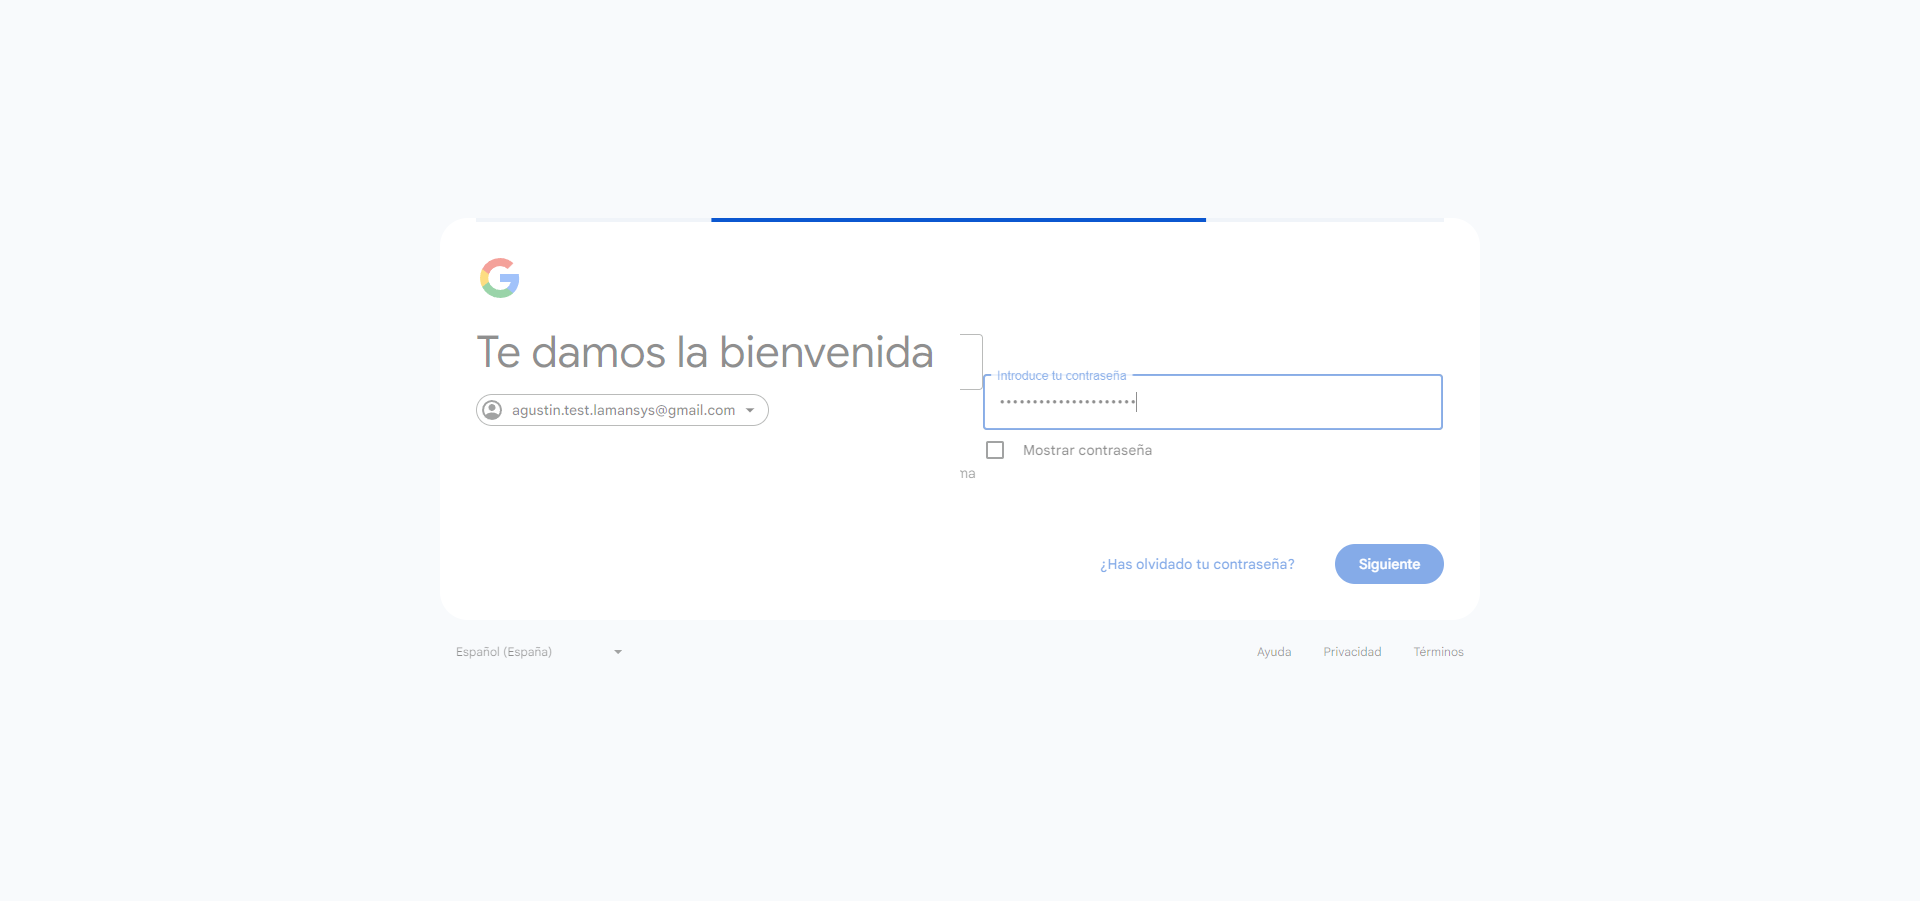 Te damos la bienvenida
agustin.test.lamansys@gmail.com
Introduce tu contraseña
••••••••••••••••••••
Mostrar contraseña
ma
¿Has olvidado tu contraseña?
Siguiente
Español (España)
Ayuda
Privacidad
Términos